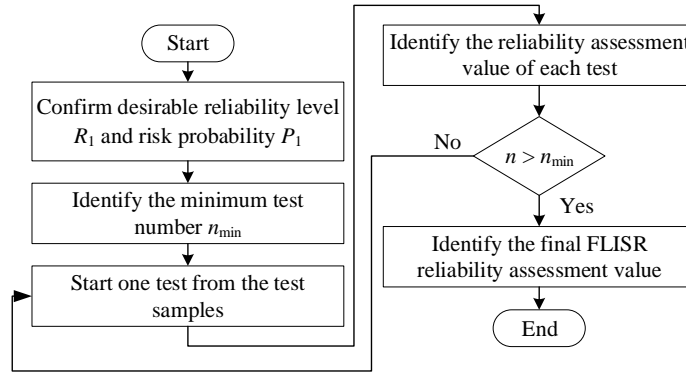 Start
Confirm desirable reliability level
R₁ and risk probability P₁
Identify the minimum test
number nₘᵢₙ
Start one test from the test
samples
Identify the reliability assessment
value of each test
n > nₘᵢₙ
No
Yes
Identify the final FLISR
reliability assessment value
End